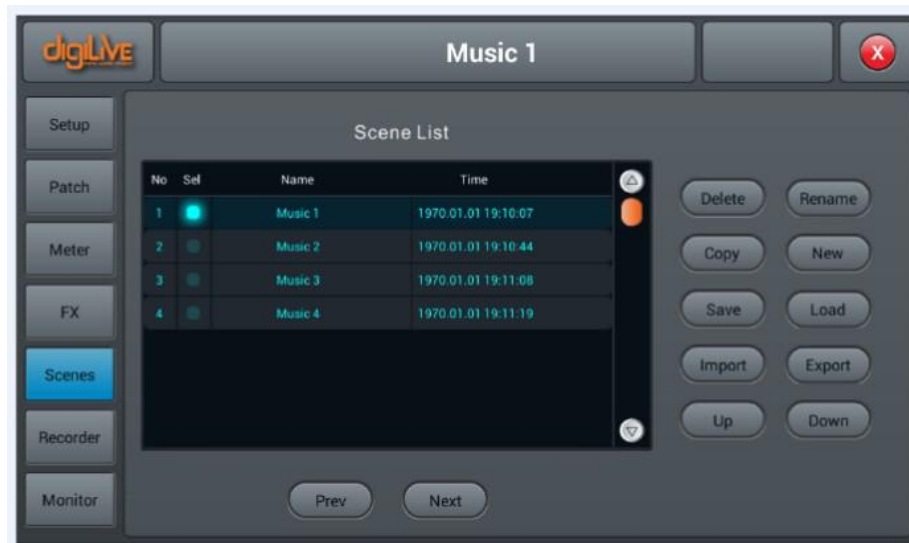 digiLiVE
Music 1
X
Setup
Patch
Meter
FX
Scenes
Recorder
Monitor
Scene List
No Sel Name Time
1 Music 1 1970.01.01 19:10:07
2 Music 2 1970.01.01 19:10:44
3 Music 3 1970.01.01 19:11:08
4 Music 4 1970.01.01 19:11:19
Delete Rename
Copy New
Save Load
Import Export
Up Down
Prev Next